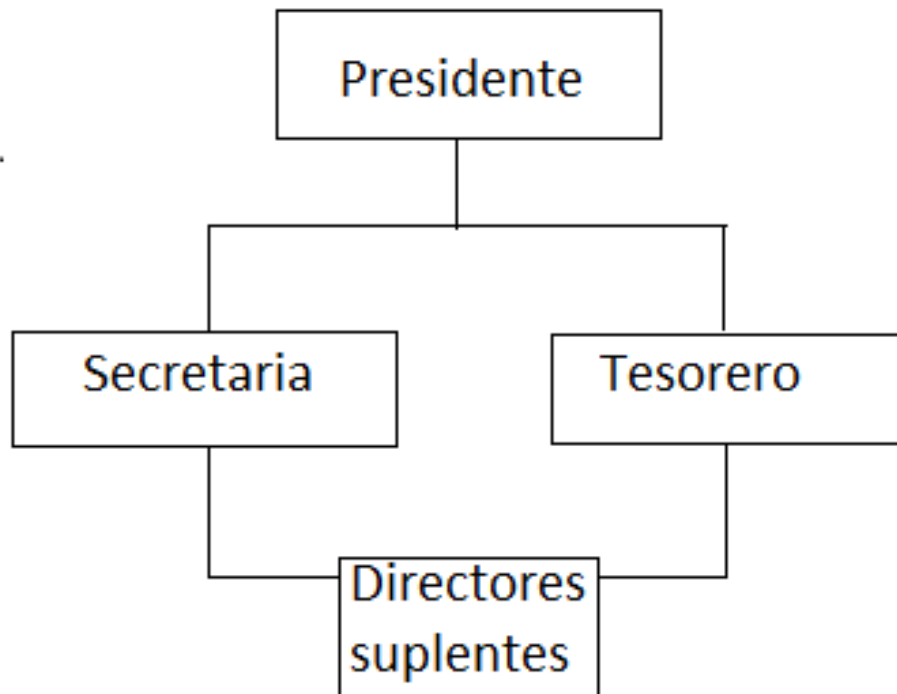 Presidente
Secretaria
Tesorero
Directores
suplentes